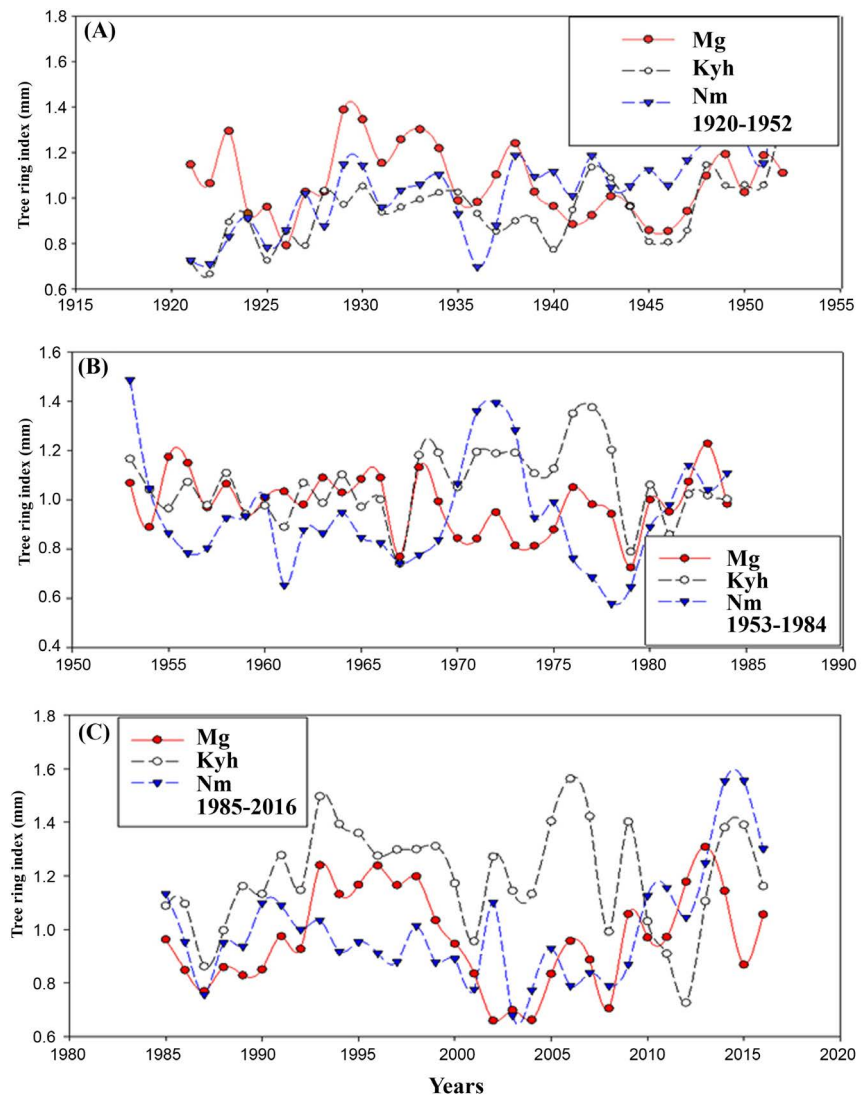 (A)
Mg
Kyh
Nm
1920-1952
Tree ring index (mm)
1.8
1.6
1.4
1.2
1.0
0.8
0.6
1915 1920 1925 1930 1935 1940 1945 1950 1955
(B)
Tree ring index (mm)
1.6
1.4
1.2
1.0
0.8
0.6
0.4
Mg
Kyh
Nm
1953-1984
1950 1955 1960 1965 1970 1975 1980 1985 1990
(C)
Mg
Kyh
Nm
1985-2016
Tree ring index (mm)
1.8
1.6
1.4
1.2
1.0
0.8
0.6
1980 1985 1990 1995 2000 2005 2010 2015 2020
Years